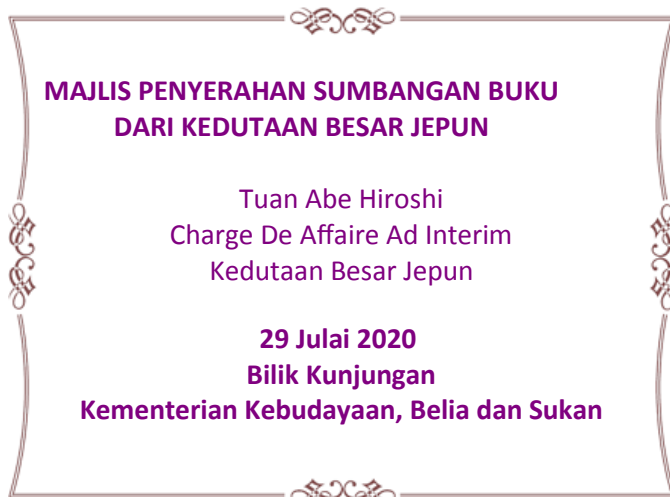 MAJLIS PENYERAHAN SUMBANGAN BUKU
DARI KEDUTAAN BESAR JEPUN
Tuan Abe Hiroshi
Charge De Affaire Ad Interim
Kedutaan Besar Jepun
29 Julai 2020
Bilik Kunjungan
Kementerian Kebudayaan, Belia dan Sukan